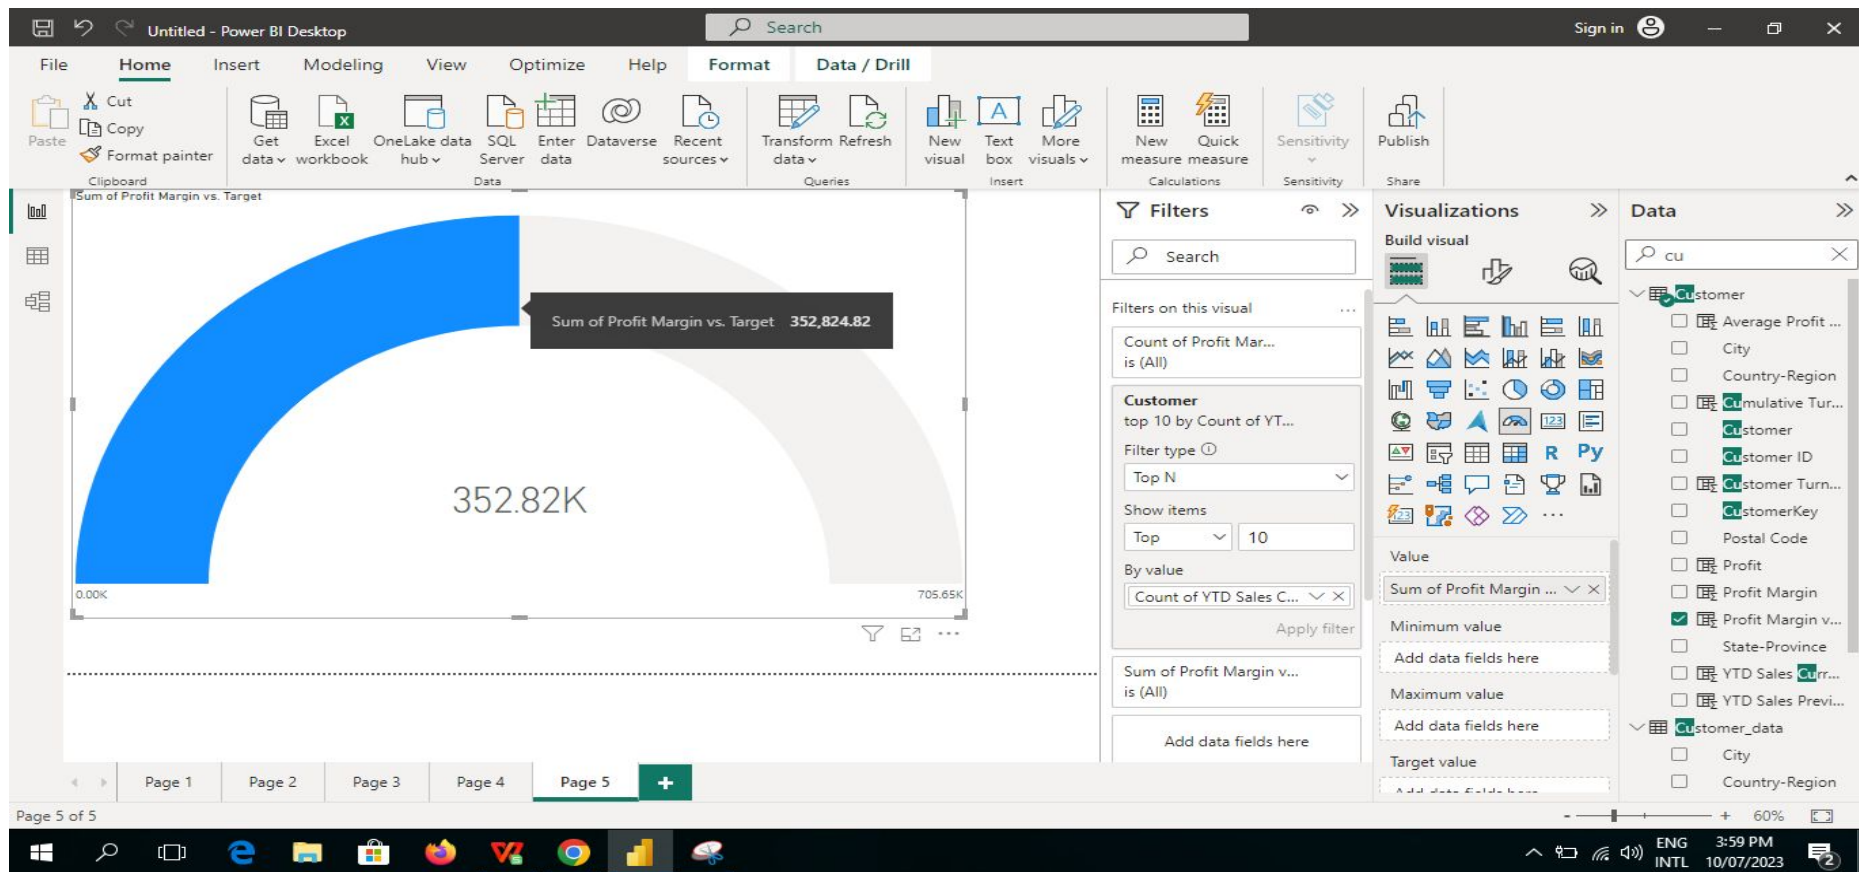 Untitled - Power BI Desktop
Search
Sign in
File Home Insert Modeling View Optimize Help Format Data / Drill
Paste
Cut
Copy
Format painter
Clipboard
Get data
Excel workbook
OneLake data hub
SQL Server
Enter data
Dataverse
Recent sources
Data
Transform data
Refresh
Queries
New visual
Text box
More visuals
Insert
New measure
Quick measure
Calculations
Sensitivity
Sensitivity
Publish
Share
Sum of Profit Margin vs. Target
Sum of Profit Margin vs. Target 352,824.82
352.82K
0.00K
705.65K
Filters
Search
Filters on this visual
Count of Profit Mar...
is (All)
Customer
top 10 by Count of YT...
Filter type
Top N
Show items
Top 10
By value
Count of YTD Sales C...
Apply filter
Sum of Profit Margin v...
is (All)
Add data fields here
Visualizations
Build visual
123
R Py
123
Value
Sum of Profit Margin ...
Minimum value
Add data fields here
Maximum value
Add data fields here
Target value
Add data fields here
Data
cu
Customer
Average Profit ...
City
Country-Region
Cumulative Tur...
Customer
Customer ID
Customer Turn...
CustomerKey
Postal Code
Profit
Profit Margin
Profit Margin v...
State-Province
YTD Sales Curr...
YTD Sales Previ...
Customer_data
City
Country-Region
Page 1 Page 2 Page 3 Page 4 Page 5 +
Page 5 of 5
- + 60%
ENG
INTL
3:59 PM
10/07/2023
2